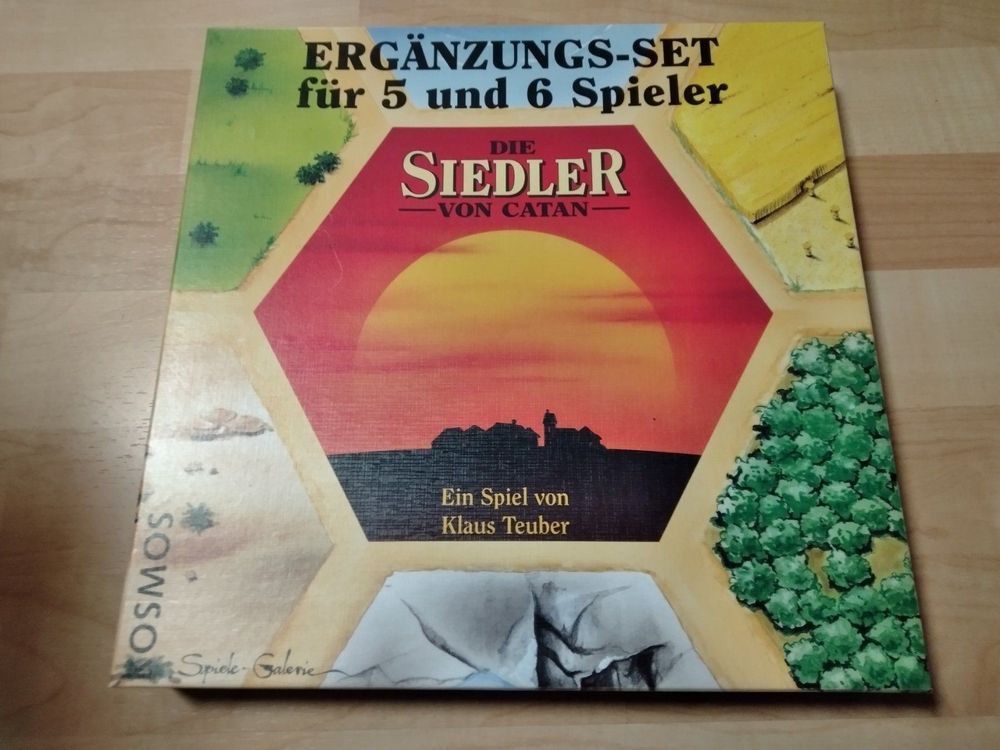 ERGÄNZUNGS-SET
für 5 und 6 Spieler
DIE
SIEDLER
VON CATAN
Ein Spiel von
Klaus Teuber
KOSMOS
Spiele-Galerie